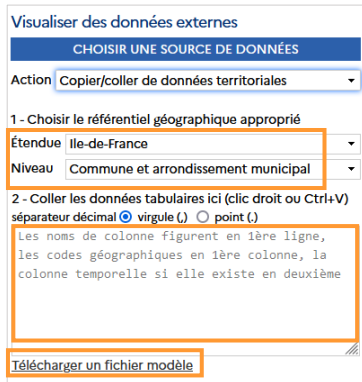 Visualiser des données externes
CHOISIR UNE SOURCE DE DONNÉES
Action Copier/coller de données territoriales
1 - Choisir le référentiel géographique approprié
Étendue Ile-de-France
Niveau Commune et arrondissement municipal
2 - Coller les données tabulaires ici (clic droit ou Ctrl+V)
séparateur décimal virgule (,) point (.)
Les noms de colonne figurent en 1ère ligne,
les codes géographiques en 1ère colonne, la
colonne temporelle si elle existe en deuxième
Télécharger un fichier modèle